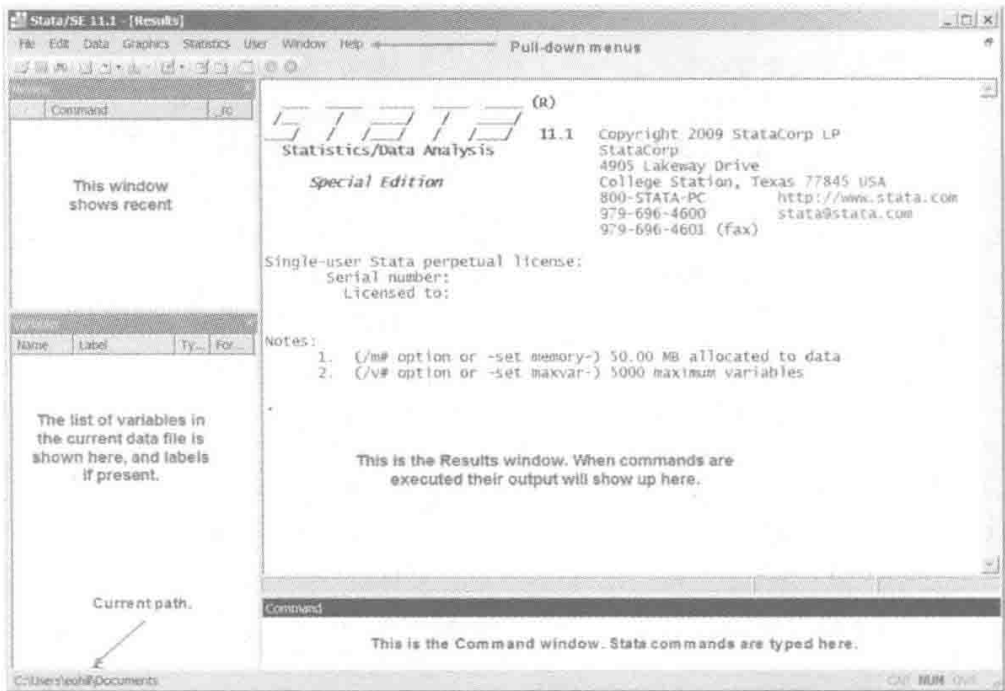 Stata/SE 11.1 - [Results]
File Edit Data Graphics Statistics User Window Help
Pull-down menus
Command _rc
This window
shows recent
STATA (R)
Statistics/Data Analysis
Special Edition
11.1 Copyright 2009 StataCorp LP
StataCorp
4905 Lakeway Drive
College Station, Texas 77845 USA
800-STATA-PC http://www.stata.com
979-696-4600 stata@stata.com
979-696-4601 (fax)
Single-user Stata perpetual license:
Serial number:
Licensed to:
Notes:
1. (/m# option or -set memory-) 50.00 MB allocated to data
2. (/v# option or -set maxvar-) 5000 maximum variables
.
Variables
Name Label Ty... For...
The list of variables in
the current data file is
shown here, and labels
if present.
This is the Results window. When commands are
executed their output will show up here.
Current path.
Command
This is the Command window. Stata commands are typed here.
C:\Users\eohill\Documents
CAP NUM OVR